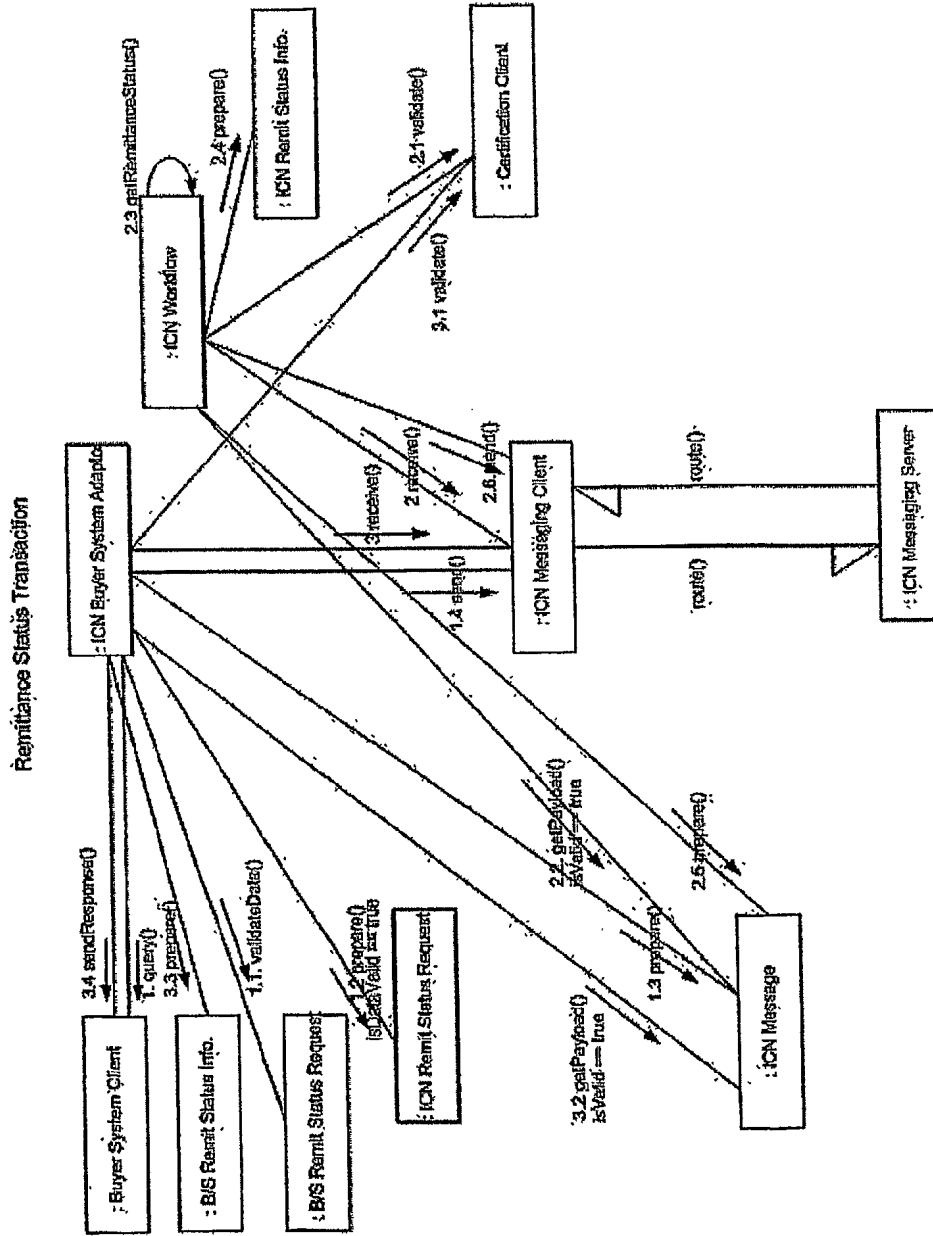 Remittance Status Transaction
: Buyer System Client
3.4 sendResponse()
1. query()
3.3 prepare()
: ICN Buyer System Adaptor
: B/S Remit Status Info.
1.1. validateData()
: B/S Remit Status Request
1.2 prepare()
isDataValid == true
: ICN Remit Status Request
: ICN Workflow
2.3 getRemittanceStatus()
2.4 prepare()
: ICN Remit Status Info.
2.1 validate()
3.1 validate()
: Certification Client
3 receive()
2 receive()
2.6. send()
1.4 send()
: ICN Messaging Client
route()
route()
: ICN Messaging Server
2.2. getPayload()
isValid == true
2.5 prepare()
1.3 prepare()
3.2 getPayload()
isValid == true
: ICN Message